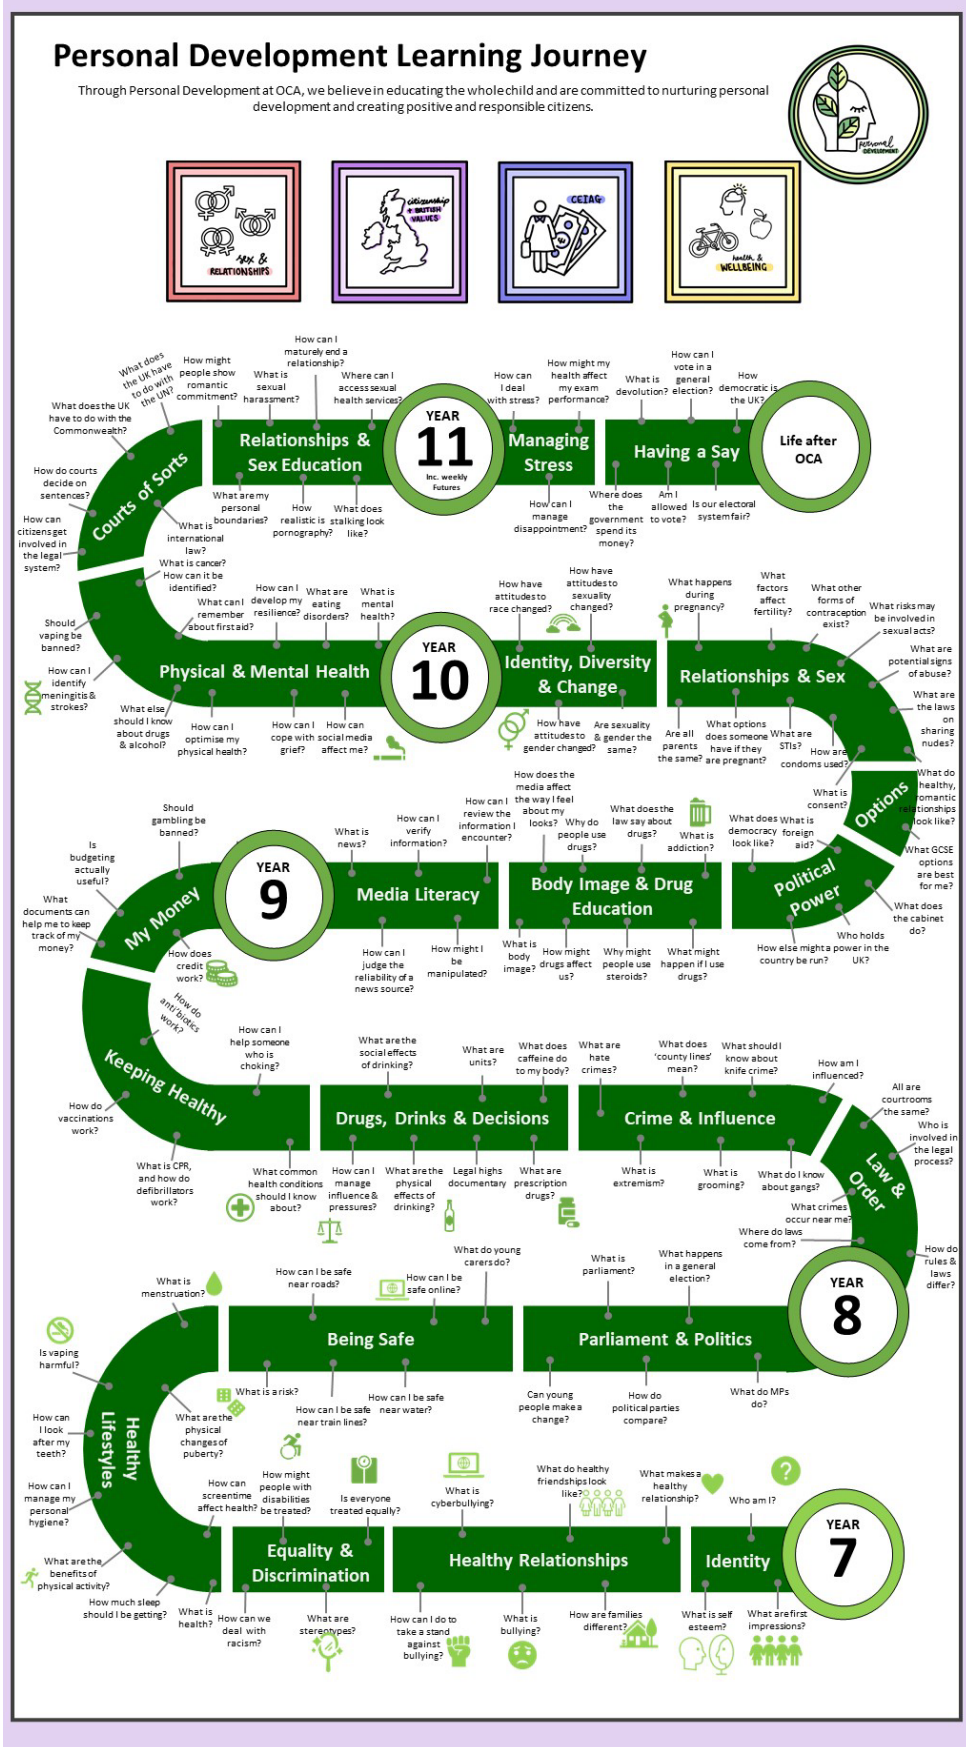 Personal Development Learning Journey
Through Personal Development at OCA, we believe in educating the whole child and are committed to nurturing personal
development and creating positive and responsible citizens.
personal
DEVELOPMENT
sex &
RELATIONSHIPS
citizenship
+ BRITISH
VALUES
CEIAG
health &
WELLBEING
What does
the UK have
to do with
the UN?
How might
people show
romantic
commitment?
What is
sexual
harassment?
How can I
maturely end a
relationship?
Where can I
access sexual
health services?
How can
I deal
with stress?
How might my
health affect
my exam
performance?
What is
devolution?
How can I
vote in a
general
election?
How
democratic is
the UK?
What does the UK
have to do with the
Commonwealth?
How do courts
decide on
sentences?
How can
citizens get
involved in
the legal
system?
Courts of Sorts
Relationships &
Sex Education
YEAR
11
Inc. weekly
Futures
Managing
Stress
Having a Say
Life after
OCA
What are my
personal
boundaries?
How
realistic is
pornography?
What does
stalking look
like?
How can I
manage
disappointment?
Where does
the
government
spend its
money?
Am I
allowed
to vote?
Is our electoral
system fair?
What is
international
law?
What is cancer?
How can it be
identified?
What can I
remember
about first aid?
How can I
develop my
resilience?
What are
eating
disorders?
What is
mental
health?
How have
attitudes to
race changed?
How have
attitudes to
sexuality
changed?
What happens
during
pregnancy?
What
factors
affect
fertility?
What other
forms of
contraception
exist?
What risks may
be involved in
sexual acts?
What are
potential signs
of abuse?
What are
the laws
on
sharing
nudes?
Should
vaping be
banned?
How can I
identify
meningitis &
strokes?
Physical & Mental Health
YEAR
10
Identity, Diversity
& Change
Relationships & Sex
What else
should I know
about drugs
& alcohol?
How can I
optimise my
physical health?
How can I
cope with
grief?
How can
social media
affect me?
How have
attitudes to
gender changed?
Are sexuality
& gender the
same?
Are all
parents
the same?
What options
does someone
have if they
are pregnant?
What are
STIs?
How are
condoms used?
What is
consent?
What do
healthy,
romantic
relationships
look like?
Options
What GCSE
options
are best
for me?
Should
gambling be
banned?
Is
budgeting
actually
useful?
What
documents can
help me to keep
track of my
money?
What is
news?
How can I
verify
information?
How can I
review the
information I
encounter?
How does the
media affect
the way I feel
about my
looks?
Why do
people use
drugs?
What does the
law say about
drugs?
What is
addiction?
What does
democracy
look like?
What is
foreign
aid?
My Money
YEAR
9
Media Literacy
Body Image & Drug
Education
Political
Power
What does
the cabinet
do?
Who holds
power in the
UK?
How else might a
country be run?
How does
credit
work?
How can I
judge the
reliability of a
news source?
How might I
be
manipulated?
What is
body
image?
How might
drugs affect
us?
Why might
people use
steroids?
What might
happen if I use
drugs?
How do
antibiotics
work?
How can I
help someone
who is
choking?
What are the
social effects
of drinking?
What are
units?
What does
caffeine do
to my body?
What are
hate
crimes?
What does
'county lines'
mean?
What should I
know about
knife crime?
How am I
influenced?
All are
courtrooms
the same?
Who is
involved in
the legal
process?
Keeping Healthy
Drugs, Drinks & Decisions
Crime & Influence
Law &
Order
How do
vaccinations
work?
What is CPR,
and how do
defibrillators
work?
What common
health conditions
should I know
about?
How can I
manage
influence &
pressures?
What are the
physical
effects of
drinking?
Legal highs
documentary
What are
prescription
drugs?
What is
extremism?
What is
grooming?
What do I know
about gangs?
What crimes
occur near me?
Where do laws
come from?
How do
rules &
laws
differ?
What is
menstruation?
How can I be safe
near roads?
How can I be
safe online?
What do young
carers do?
What is
parliament?
What happens
in a general
election?
Is vaping
harmful?
Being Safe
Parliament & Politics
YEAR
8
What is a risk?
How can I be safe
near train lines?
How can I be safe
near water?
Can young
people make a
change?
How do
political parties
compare?
What do MPs
do?
How can
I look
after my
teeth?
How can I
manage my
personal
hygiene?
Healthy
Lifestyles
What are the
physical
changes of
puberty?
How can
screentime
affect health?
How might
people with
disabilities
be treated?
Is everyone
treated equally?
What is
cyberbullying?
What do healthy
friendships look
like?
What makes a
healthy
relationship?
Who am I?
What are the
benefits of
physical activity?
How much sleep
should I be getting?
What is
health?
Equality &
Discrimination
Healthy Relationships
Identity
YEAR
7
How can we
deal with
racism?
What are
stereotypes?
How can I do to
take a stand
against
bullying?
What is
bullying?
How are families
different?
What is self
esteem?
What are first
impressions?